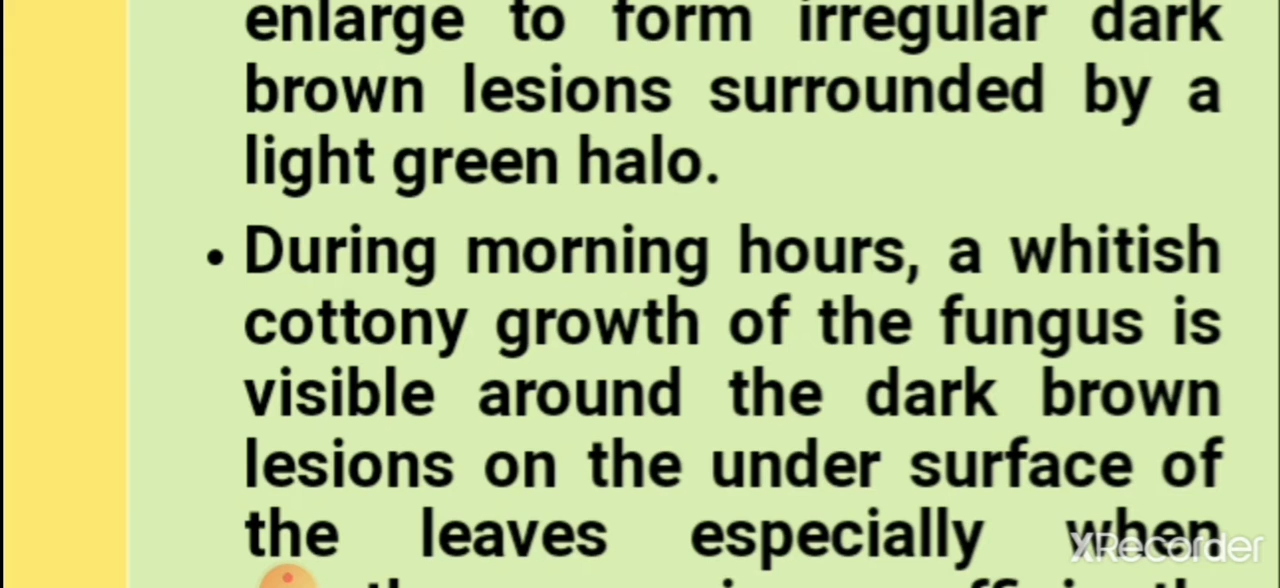 enlarge to form irregular dark
brown lesions surrounded by a
light green halo.
• During morning hours, a whitish
cottony growth of the fungus is
visible around the dark brown
lesions on the under surface of
the leaves especially when
XRecorder